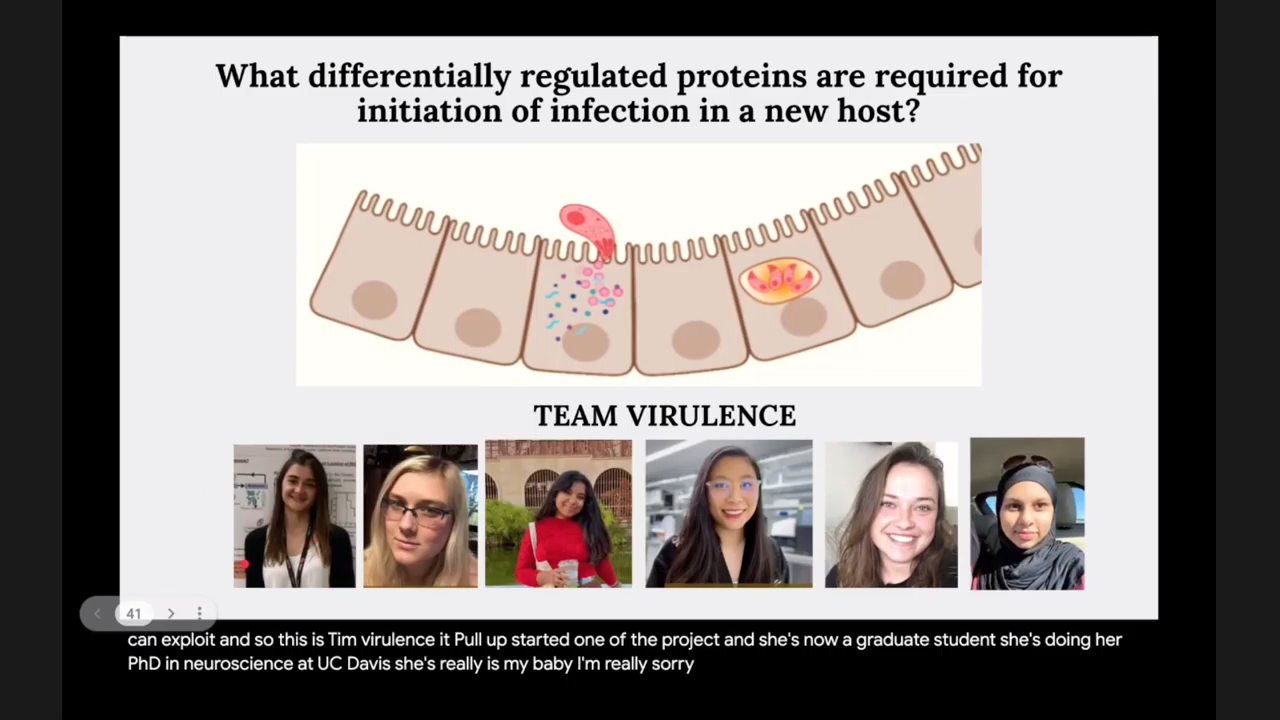 What differentially regulated proteins are required for
initiation of infection in a new host?
TEAM VIRULENCE
41
can exploit and so this is Tim virulence it Pull up started one of the project and she's now a graduate student she's doing her
PhD in neuroscience at UC Davis she's really is my baby I'm really sorry